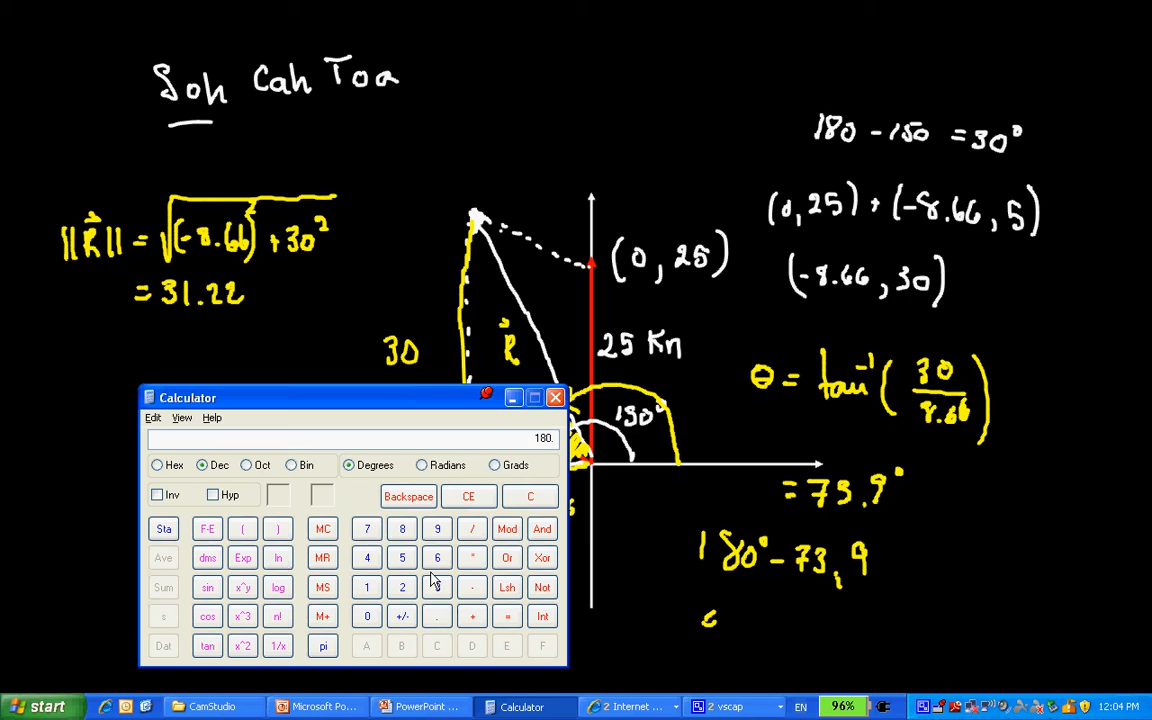 Soh Cah Toa
180 - 150 = 30°
(0, 25) + (-8.66, 5)
||R⃗|| = √(-8.66)² + 30²
(0, 25)
(-8.66, 30)
= 31.22
30
R⃗
25 Kn
θ = tan⁻¹ (30/8.66)
150°
= 73.9°
180° - 73.9
Calculator
Edit View Help
180.
Hex Dec Oct Bin Degrees Radians Grads
Inv Hyp Backspace CE C
Sta F-E ( ) MC 7 8 9 / Mod And
Ave dms Exp ln MR 4 5 6 * Or Xor
Sum sin x^y log MS 1 2 3 - Lsh Not
s cos x^3 n! M+ 0 +/- . + = Int
Dat tan x^2 1/x pi A B C D E F
start CamStudio Microsoft Po... PowerPoint ... Calculator 2 Internet ... 2 vscap EN 96% 12:04 PM